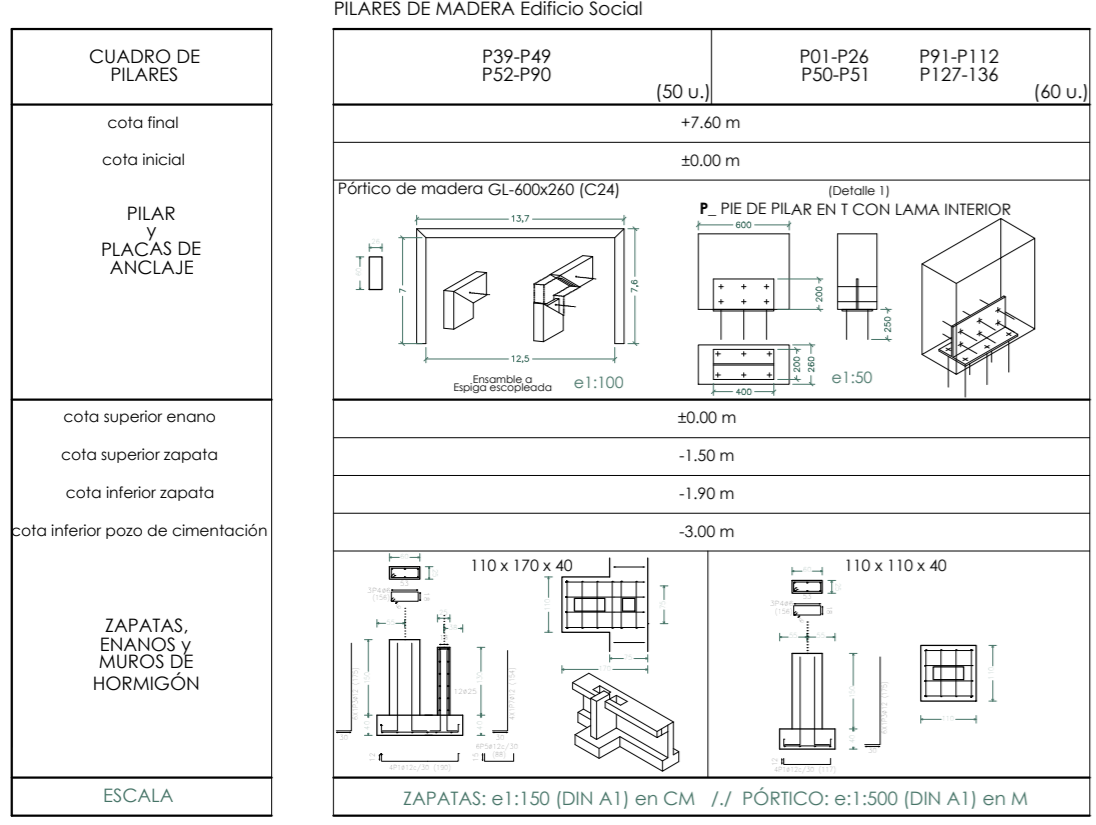 PILARES DE MADERA Edificio Social
CUADRO DE
PILARES
P39-P49
P52-P90
(50 u.)
P01-P26 P91-P112
P50-P51 P127-136
(60 u.)
cota final
+7.60 m
cota inicial
±0.00 m
PILAR
y
PLACAS DE
ANCLAJE
Pórtico de madera GL-600x260 (C24)
13,7
7
7,6
12,5
Ensamble a
Espiga escopleada
e1:100
(Detalle 1)
P_ PIE DE PILAR EN T CON LAMA INTERIOR
600
200
250
200
260
400
e1:50
cota superior enano
±0.00 m
cota superior zapata
-1.50 m
cota inferior zapata
-1.90 m
cota inferior pozo de cimentación
-3.00 m
ZAPATAS,
ENANOS y
MUROS DE
HORMIGÓN
110 x 170 x 40
110 x 110 x 40
ESCALA
ZAPATAS: e1:150 (DIN A1) en CM /./ PÓRTICO: e:1:500 (DIN A1) en M